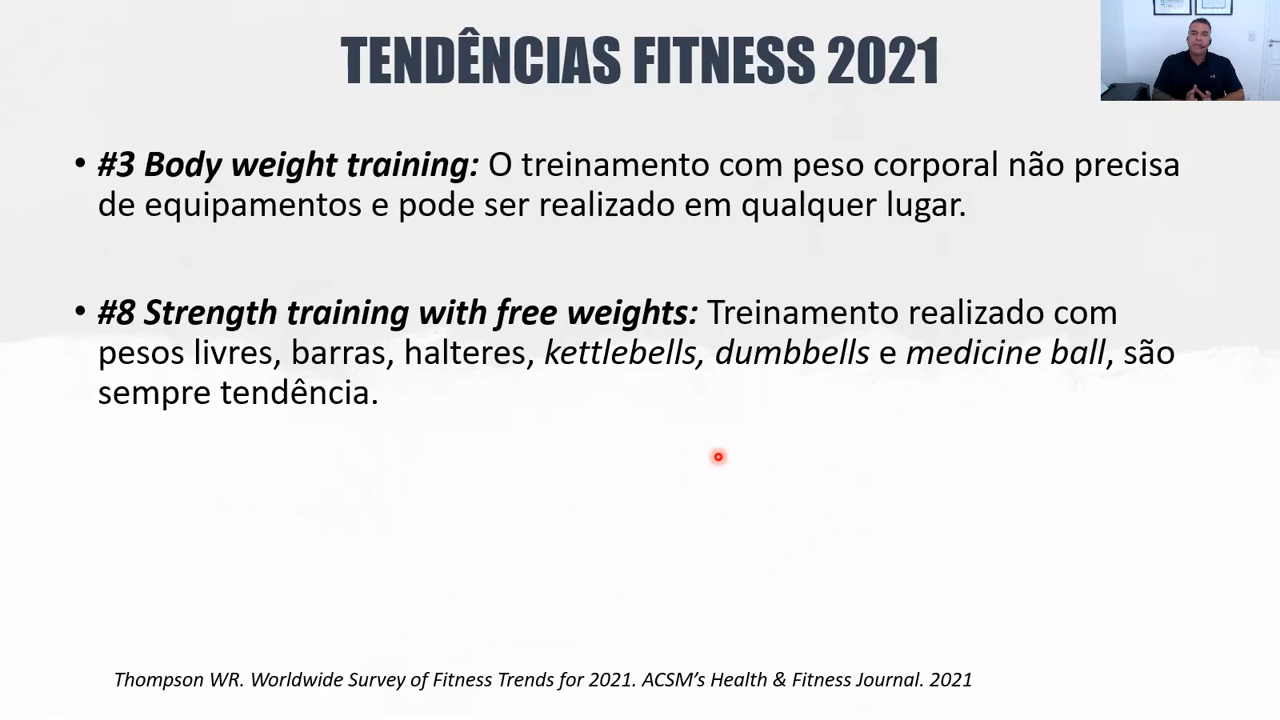 TENDÊNCIAS FITNESS 2021
• #3 Body weight training: O treinamento com peso corporal não precisa
de equipamentos e pode ser realizado em qualquer lugar.
• #8 Strength training with free weights: Treinamento realizado com
pesos livres, barras, halteres, kettlebells, dumbbells e medicine ball, são
sempre tendência.
Thompson WR. Worldwide Survey of Fitness Trends for 2021. ACSM’s Health & Fitness Journal. 2021